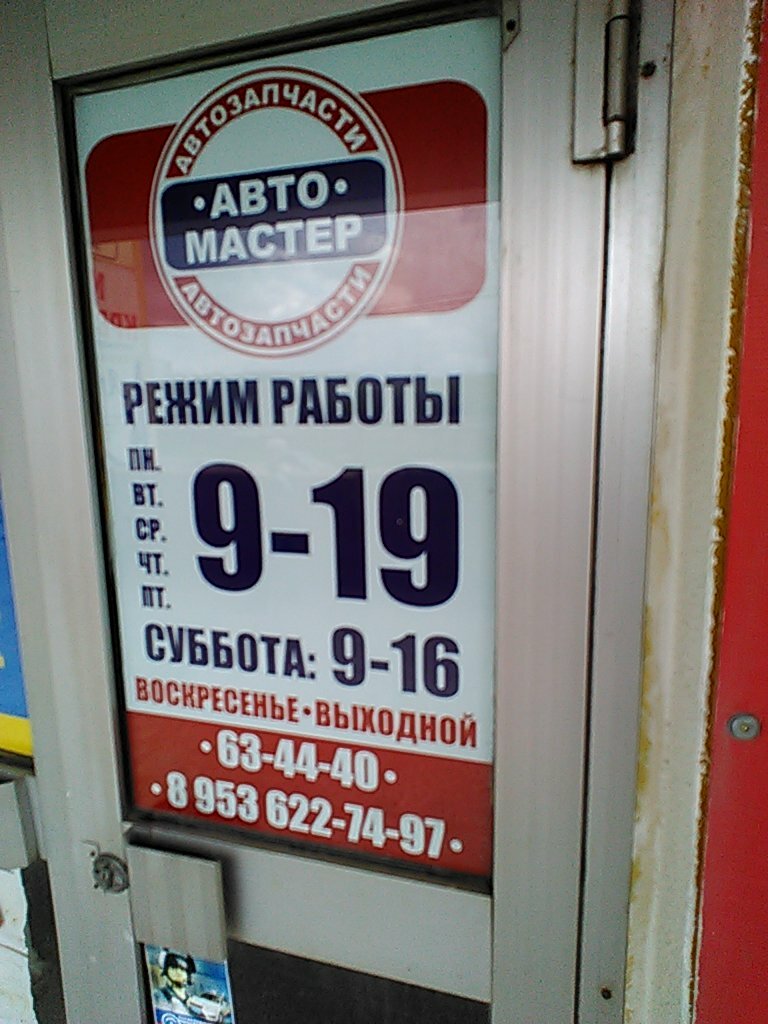 АВТОЗАПЧАСТИ
·АВТО·
МАСТЕР
АВТОЗАПЧАСТИ
РЕЖИМ РАБОТЫ
ПН.
ВТ.
СР.
ЧТ.
ПТ.
9-19
СУББОТА: 9-16
ВОСКРЕСЕНЬЕ·ВЫХОДНОЙ
·63-44-40·
·8 953 622-74-97·